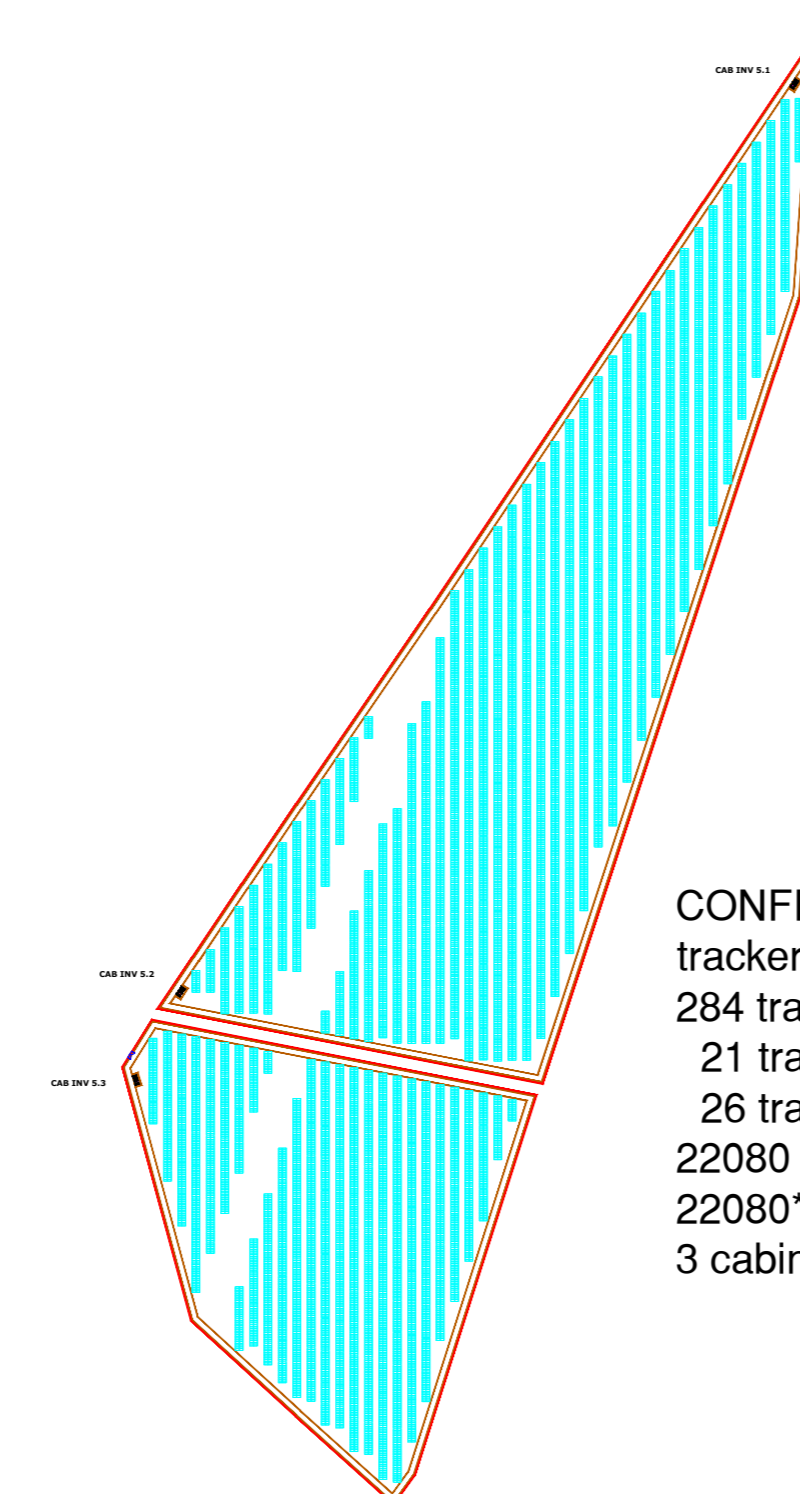 CAB INV 5.1
CAB INV 5.2
CAB INV 5.3
CONF
tracker
284 tra
21 tra
26 tra
22080
22080*
3 cabin